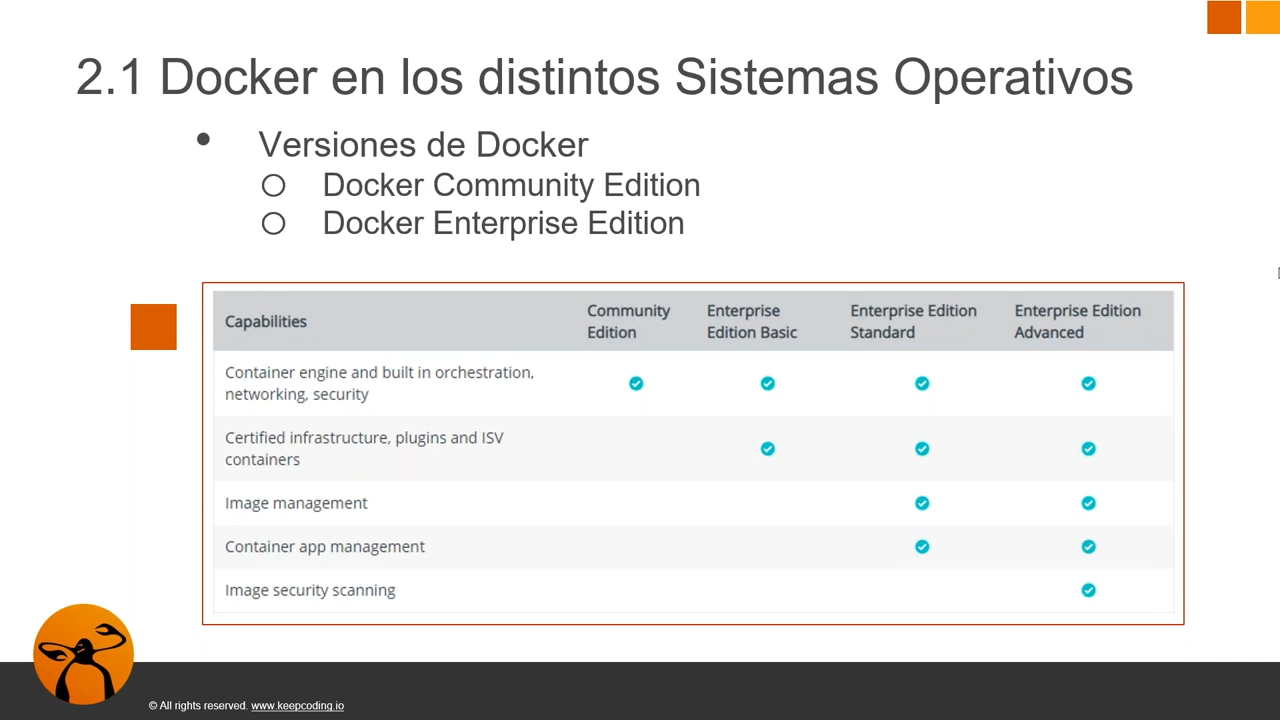 2.1 Docker en los distintos Sistemas Operativos
Versiones de Docker
Docker Community Edition
Docker Enterprise Edition
Capabilities
Community
Edition
Enterprise
Edition Basic
Enterprise Edition
Standard
Enterprise Edition
Advanced
Container engine and built in orchestration,
networking, security
Certified infrastructure, plugins and ISV
containers
Image management
Container app management
Image security scanning
© All rights reserved. www.keepcoding.io